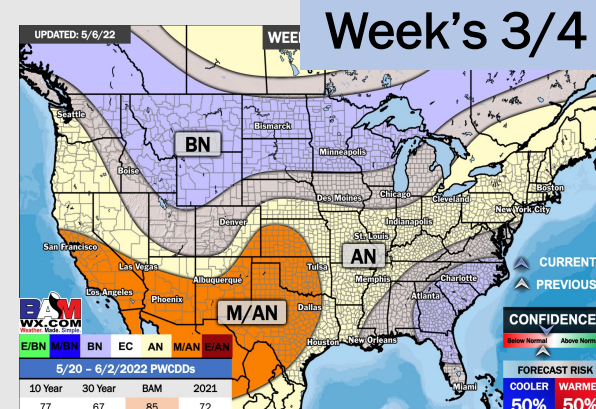 Week's 3/4
UPDATED: 5/6/22
WEE
Seattle
Bismarck
BN
Minneapolis
Boise
Des Moines
Chicago
Cleveland
Boston
New York City
Denver
Indianapolis
San Francisco
St. Louis
AN
Las Vegas
Albuquerque
Tulsa
Memphis
Charlotte
CURRENT
Los Angeles
Phoenix
Atlanta
PREVIOUS
M/AN
Dallas
BAM
WX.COM
Weather. Made. Simple.
Houston
New Orleans
CONFIDENCE
Below Normal
Above Norm
E/BN M/BN BN EC AN M/AN E/AN
5/20 – 6/2/2022 PWCDDs
FORECAST RISK
10 Year 30 Year BAM 2021
Miami
COOLER WARME
77 67 85 72
50% 50%